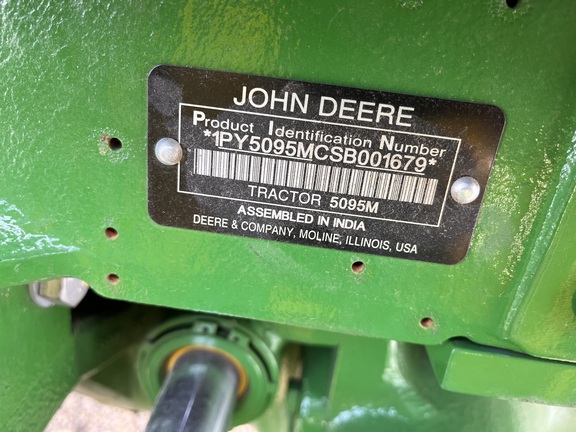 JOHN DEERE
Product Identification Number
*1PY5095MCSB001679*
TRACTOR 5095M
ASSEMBLED IN INDIA
DEERE & COMPANY, MOLINE, ILLINOIS, USA